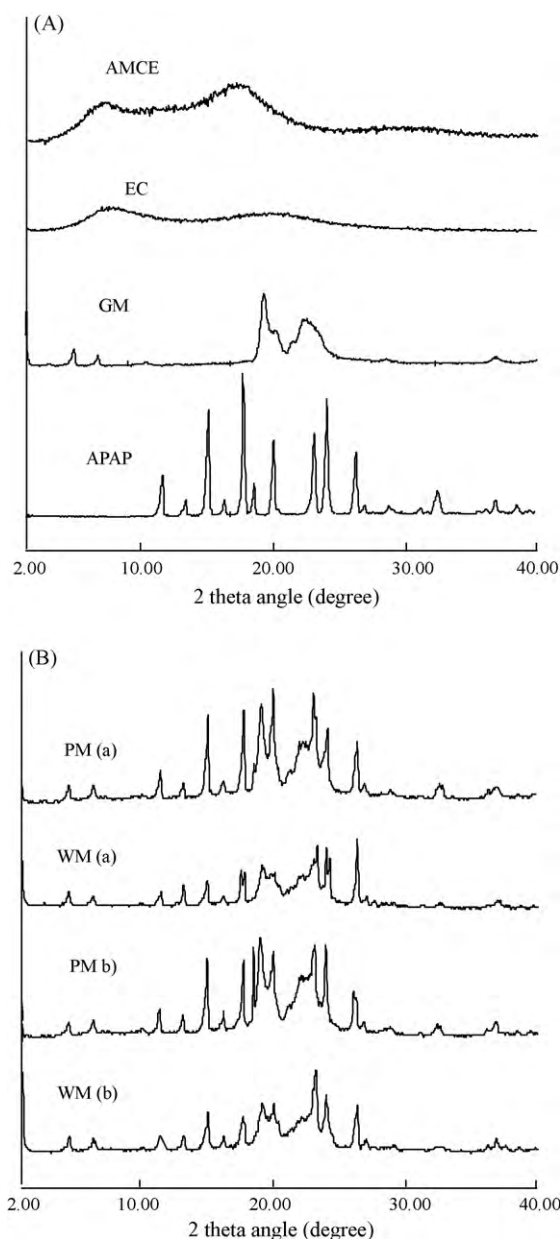 (A)
AMCE
EC
GM
APAP
2.00 10.00 20.00 30.00 40.00
2 theta angle (degree)
(B)
PM (a)
WM (a)
PM b)
WM (b)
2.00 10.00 20.00 30.00 40.00
2 theta angle (degree)